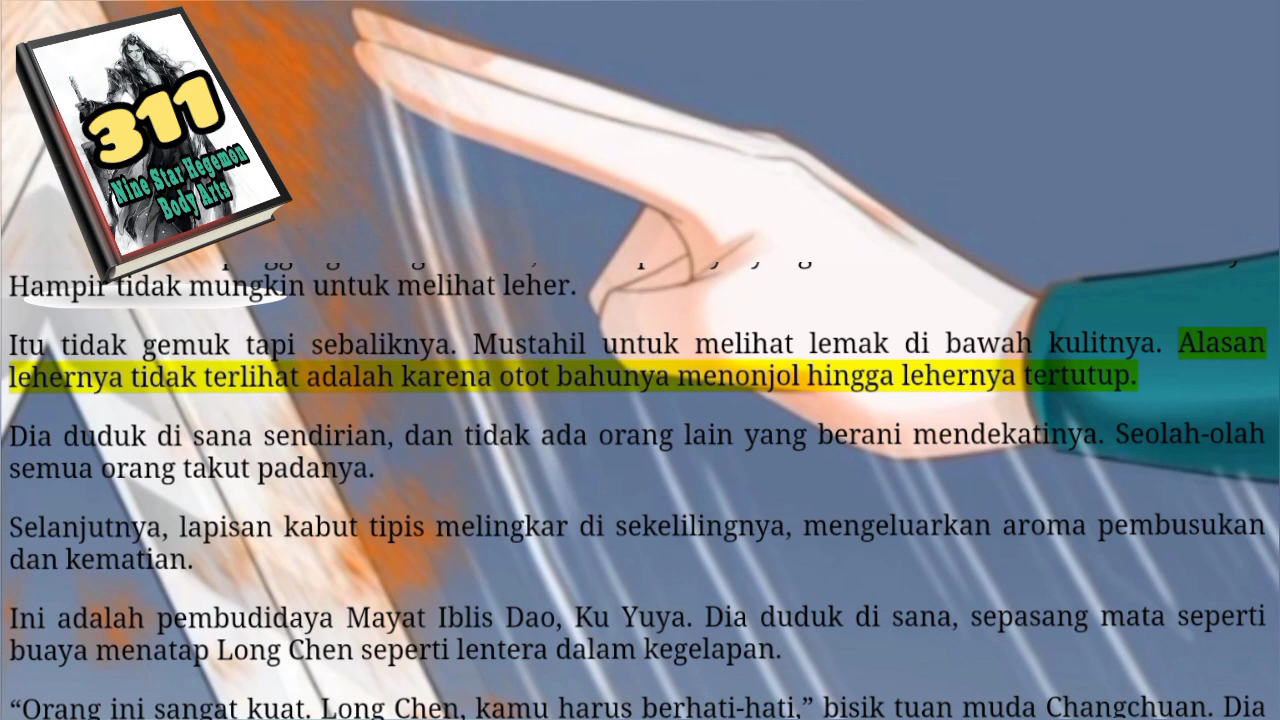 311
Nine Star Hegemon
Body Arts
Hampir tidak mungkin untuk melihat leher.
Itu tidak gemuk tapi sebaliknya. Mustahil untuk melihat lemak di bawah kulitnya. Alasan
lehernya tidak terlihat adalah karena otot bahunya menonjol hingga lehernya tertutup.
Dia duduk di sana sendirian, dan tidak ada orang lain yang berani mendekatinya. Seolah-olah
semua orang takut padanya.
Selanjutnya, lapisan kabut tipis melingkar di sekelilingnya, mengeluarkan aroma pembusukan
dan kematian.
Ini adalah pembudidaya Mayat Iblis Dao, Ku Yuya. Dia duduk di sana, sepasang mata seperti
buaya menatap Long Chen seperti lentera dalam kegelapan.
“Orang ini sangat kuat. Long Chen, kamu harus berhati-hati,” bisik tuan muda Changchuan. Dia